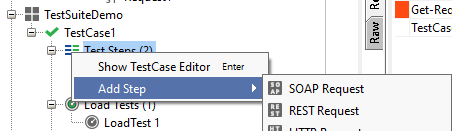 TestSuiteDemo
TestCase1
Test Steps (2)
Show TestCase Editor Enter
Add Step
SOAP Request
REST Request
Load Tests (1)
LoadTest 1
Raw
Get-Req
TestCas